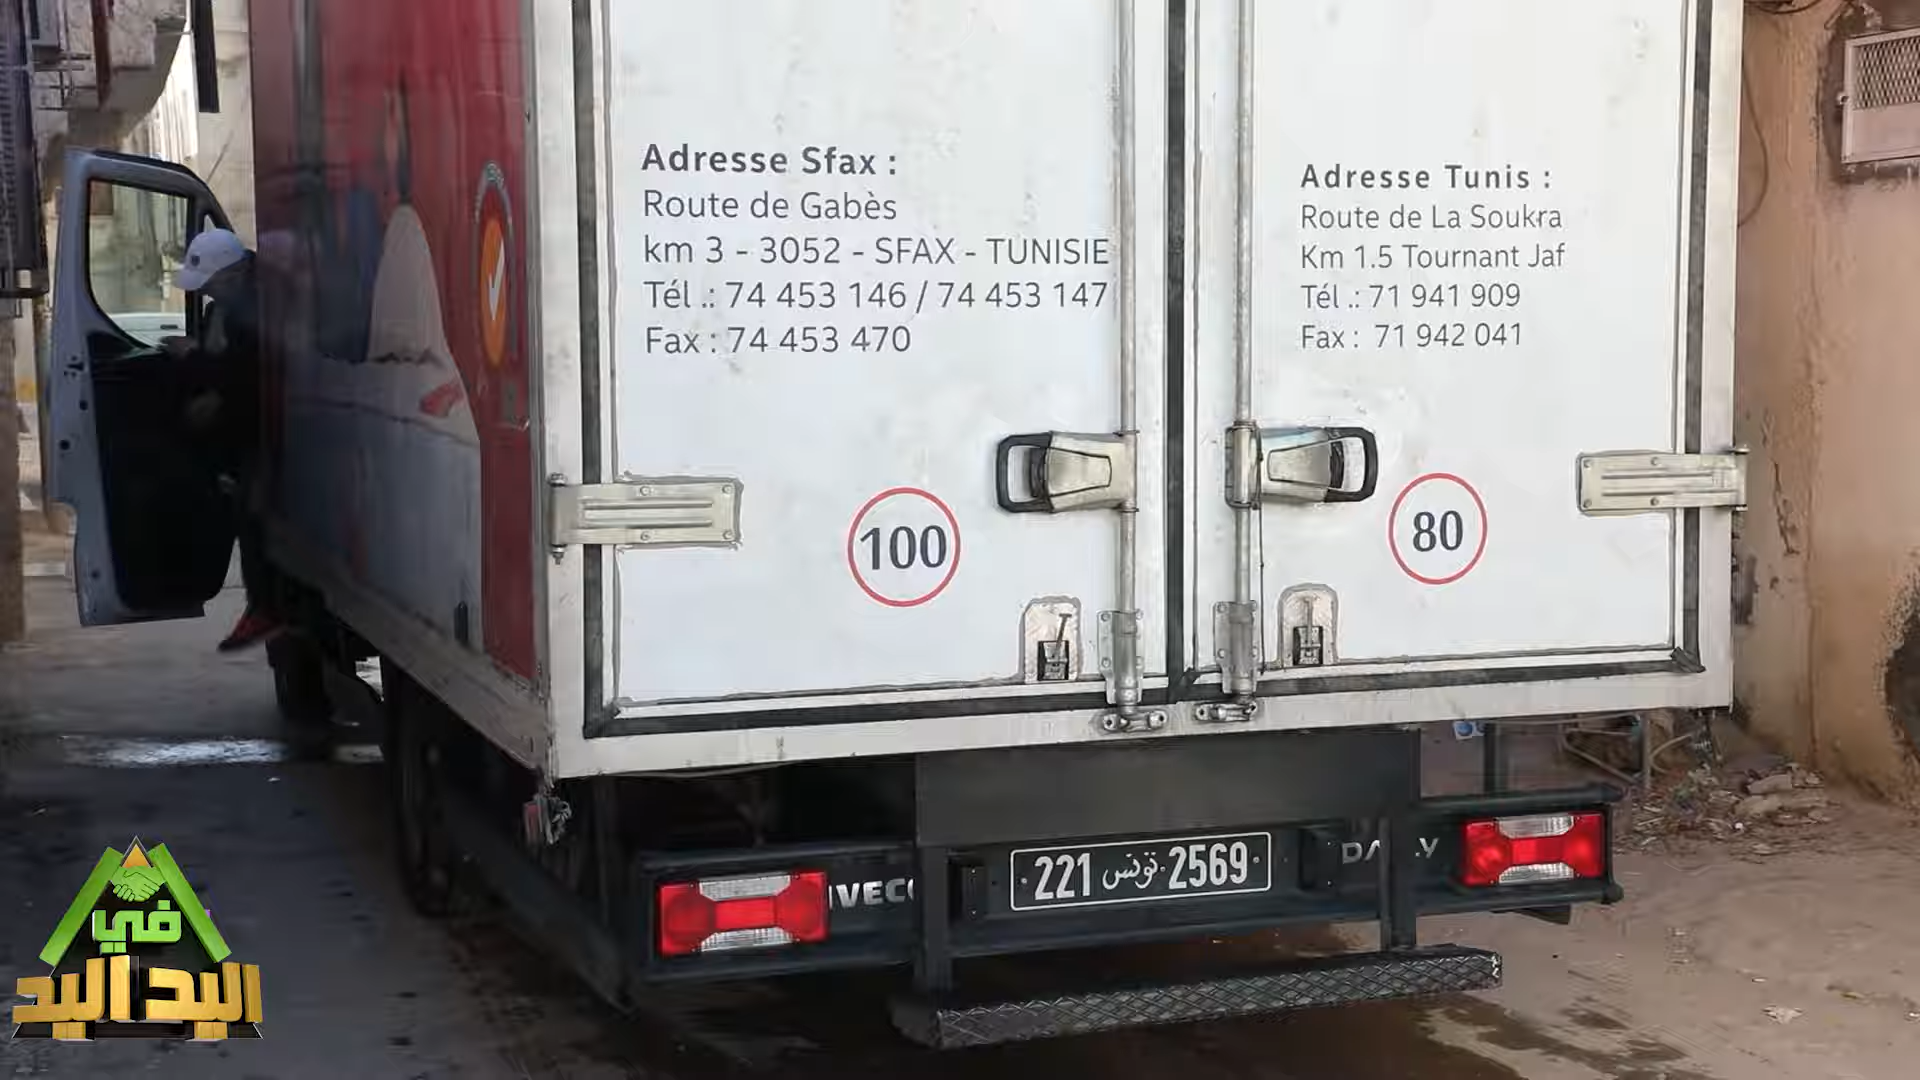 Adresse Sfax :
Route de Gabès
km 3 - 3052 - SFAX - TUNISIE
Tél .: 74 453 146 / 74 453 147
Fax : 74 453 470
Adresse Tunis :
Route de La Soukra
Km 1.5 Tournant Jaf
Tél .: 71 941 909
Fax : 71 942 041
100
80
IVECO
221 تونس 2569
في
اليد اليد